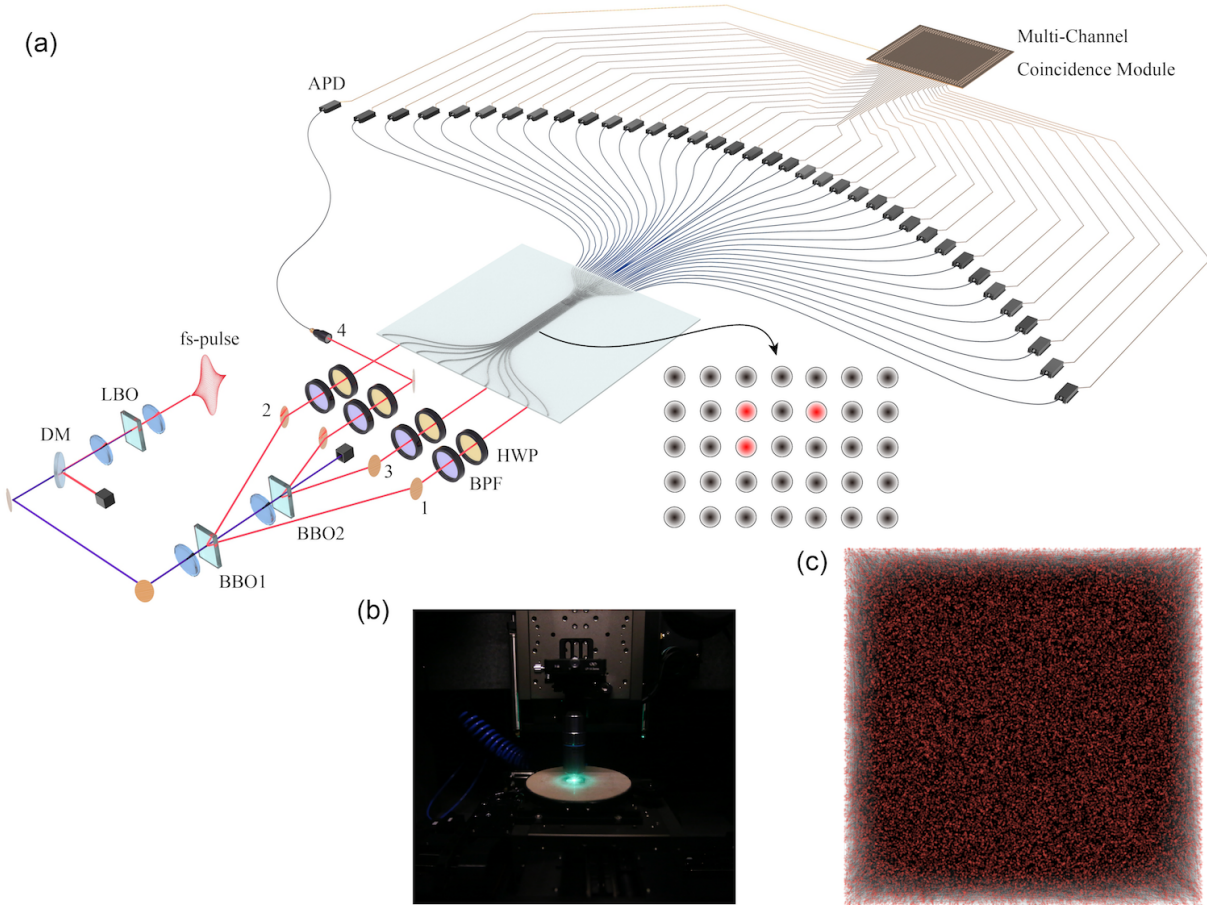 (a)
Multi-Channel
Coincidence Module
APD
4
fs-pulse
LBO
2
DM
HWP
3
BPF
1
BBO2
BBO1
(c)
(b)